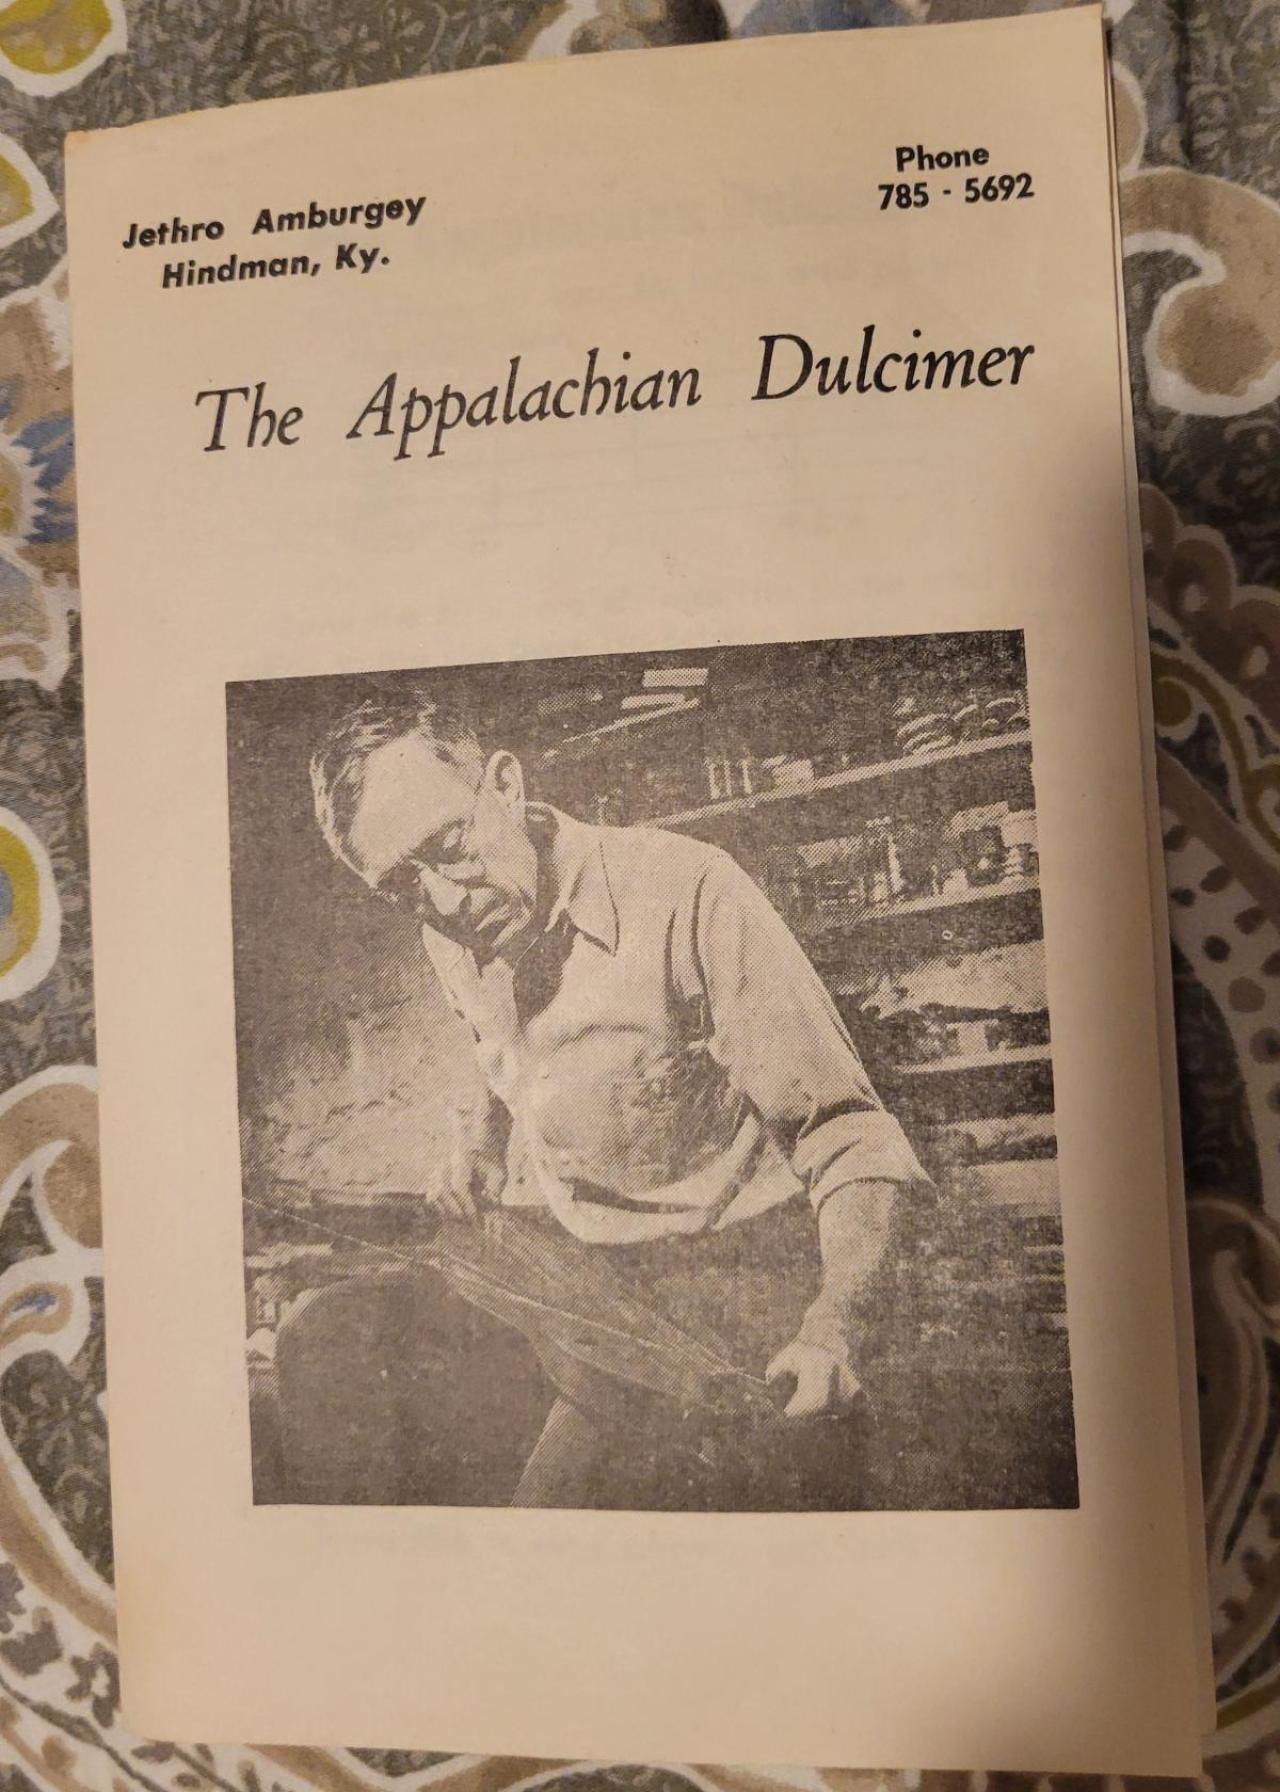 Jethro Amburgey
Hindman, Ky.
Phone
785 - 5692
The Appalachian Dulcimer